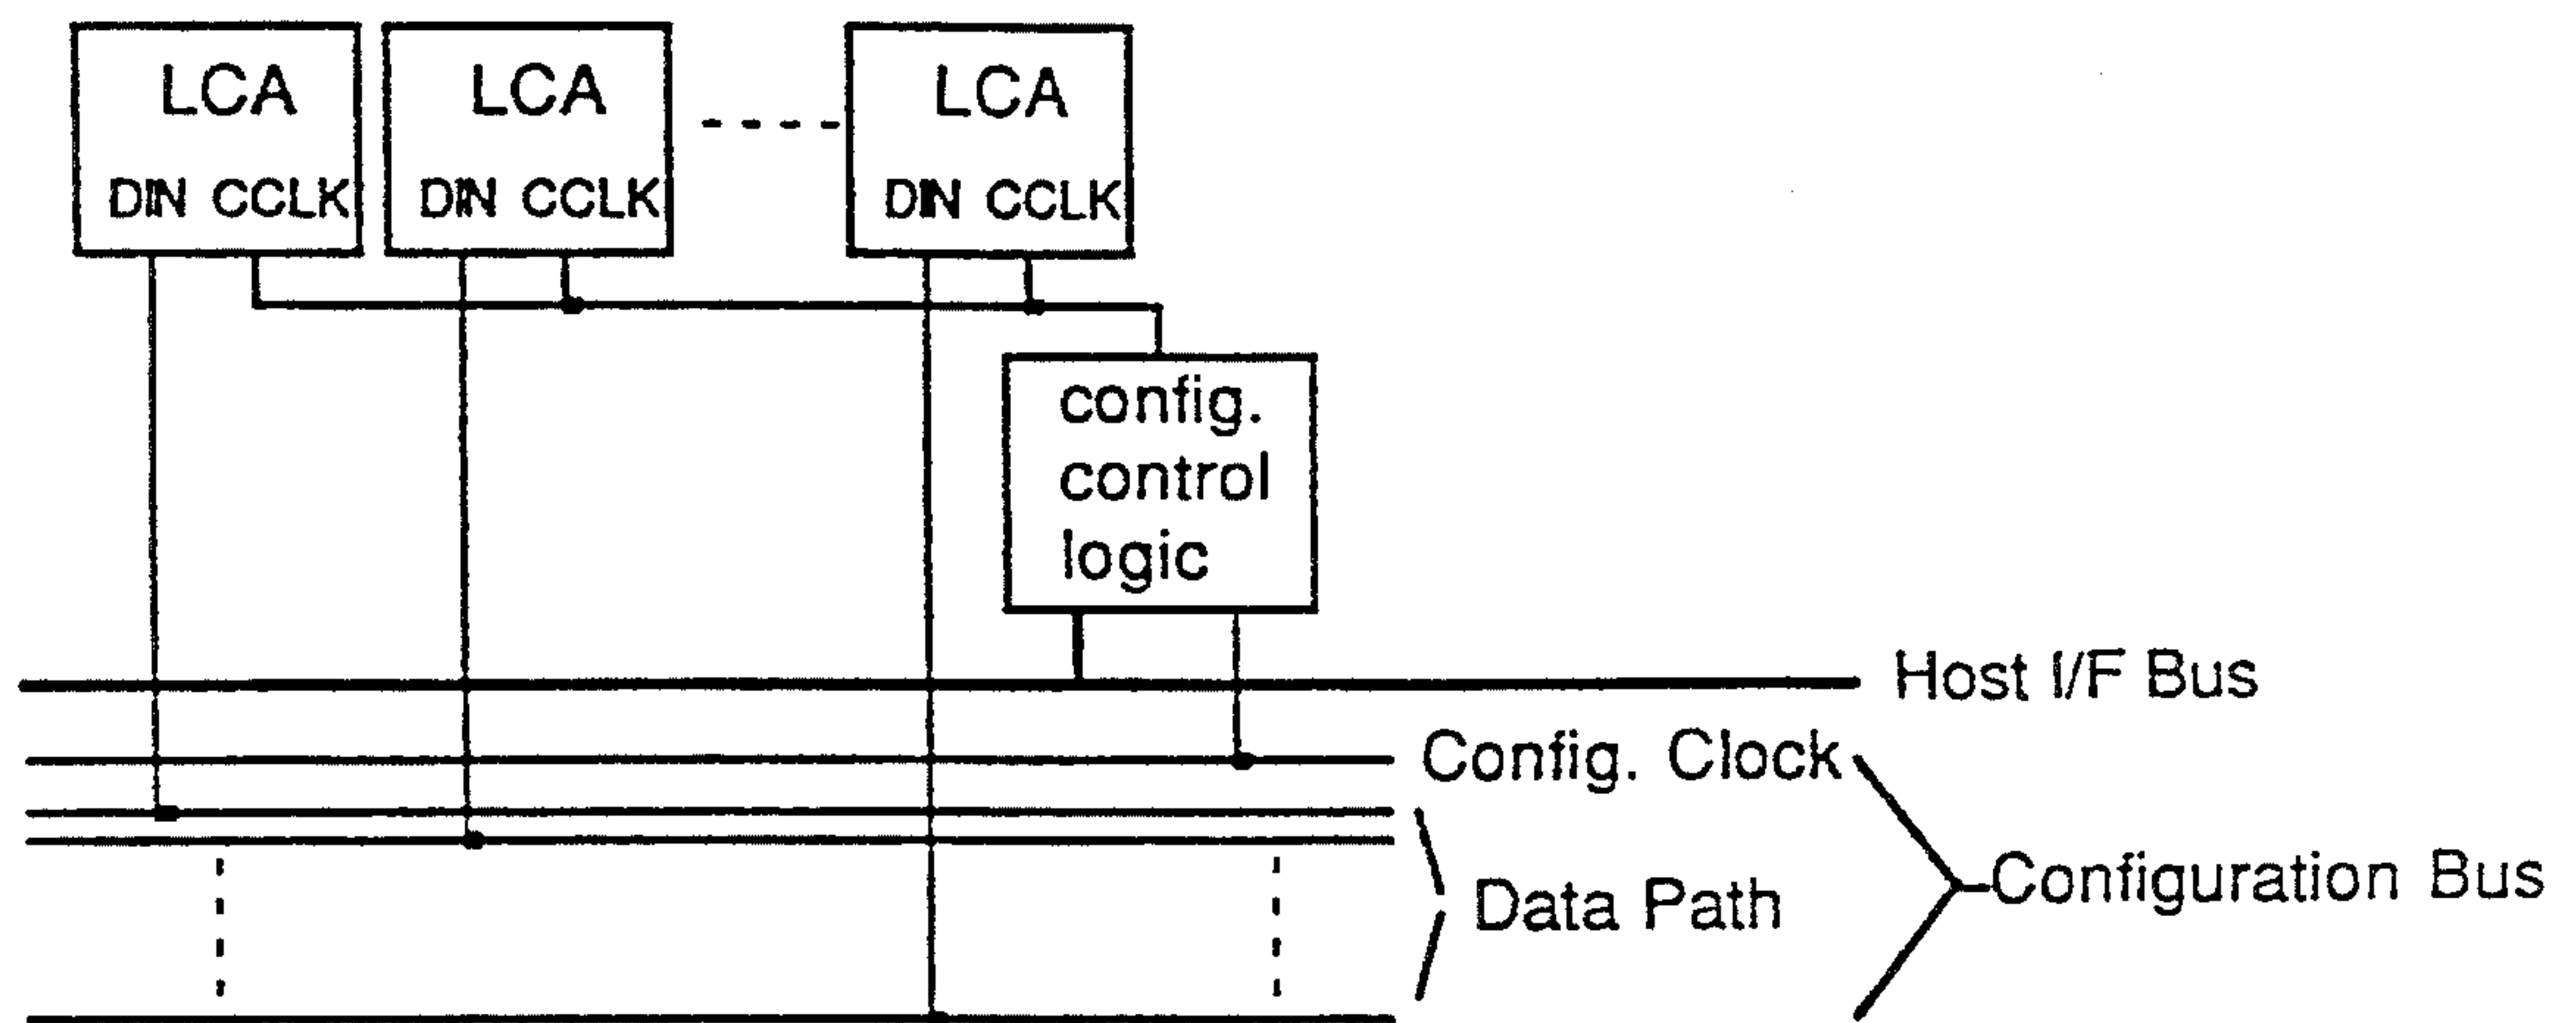 LCA
DIN CCLK
LCA
DIN CCLK
LCA
DIN CCLK
config.
control
logic
Host I/F Bus
Config. Clock
Data Path
Configuration Bus